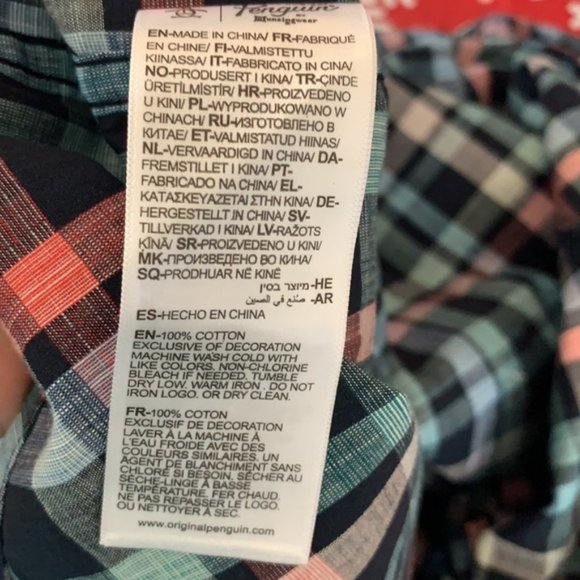 Penguin
BY
Munsingwear
EN-MADE IN CHINA/ FR-FABRIQUÉ
EN CHINE/ FI-VALMISTETTU
KIINASSA/ IT-FABBRICATO IN CINA/
NO-PRODUSERT I KINA/ TR-ÇIN'DE
ÜRETİLMİSTİR/ HR-PROIZVEDENO
U KINI/ PL-WYPRODUKOWANO W
CHINACH/ RU-ИЗГОТОВЛЕНО В
КИТАЕ/ ET-VALMISTATUD HIINAS/
NL-VERVAARDIGD IN CHINA/ DA-
FREMSTILLET I KINA/ PT-
FABRICADO NA CHINA/ EL-
ΚΑΤΑΣΚΕΥΑΖΕΤΑΙ ΣΤΗΝ ΚΙΝΑ/ DE-
HERGESTELLT IN CHINA/ SV-
TILLVERKAD I KINA/ LV-RAŽOTS
ĶĪNĀ/ SR-PROIZVEDENO U KINI/
MK-ПРОИЗВЕДЕНО ВО КИНА/
SQ-PRODHUAR NË KINË
HE-מיוצר בסין
AR- صنع في الصين
ES-HECHO EN CHINA
EN-100% COTTON
EXCLUSIVE OF DECORATION
MACHINE WASH COLD WITH
LIKE COLORS. NON-CHLORINE
BLEACH IF NEEDED. TUMBLE
DRY LOW. WARM IRON . DO NOT
IRON LOGO. OR DRY CLEAN.
FR-100% COTON
EXCLUSIF DE DECORATION
LAVER À LA MACHINE À
L'EAU FROIDE AVEC DES
COULEURS SIMILAIRES. UN
AGENT DE BLANCHIMENT SANS
CHLORE SI BESOIN. SÉCHER AU
SÈCHE-LINGE À BASSE
TEMPÉRATURE. FER CHAUD.
NE PAS REPASSER LE LOGO.
OU NETTOYER À SEC.
www.originalpenguin.com